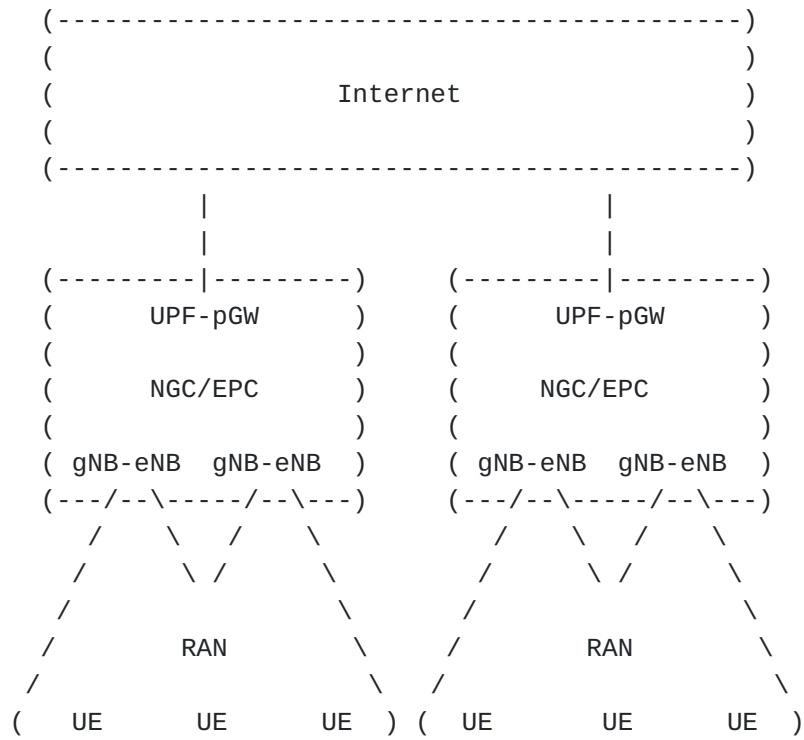 (--------------------------------------------)
(                                            )
(                  Internet                  )
(                                            )
(--------------------------------------------)
          |                         |
          |                         |
(---------|---------)     (---------|---------)
(      UPF-pGW      )     (      UPF-pGW      )
(                   )     (                   )
(      NGC/EPC      )     (     NGC/EPC       )
(                   )     (                   )
( gNB-eNB  gNB-eNB  )     ( gNB-eNB  gNB-eNB  )
(---/--\-----/--\---)     (---/--\-----/--\---)
   /    \   /    \           /    \   /    \
  /      \ /      \         /      \ /      \
 /                 \       /                 \
/        RAN        \     /        RAN        \
/                     \   /                     \
(   UE      UE      UE  ) (  UE       UE      UE  )